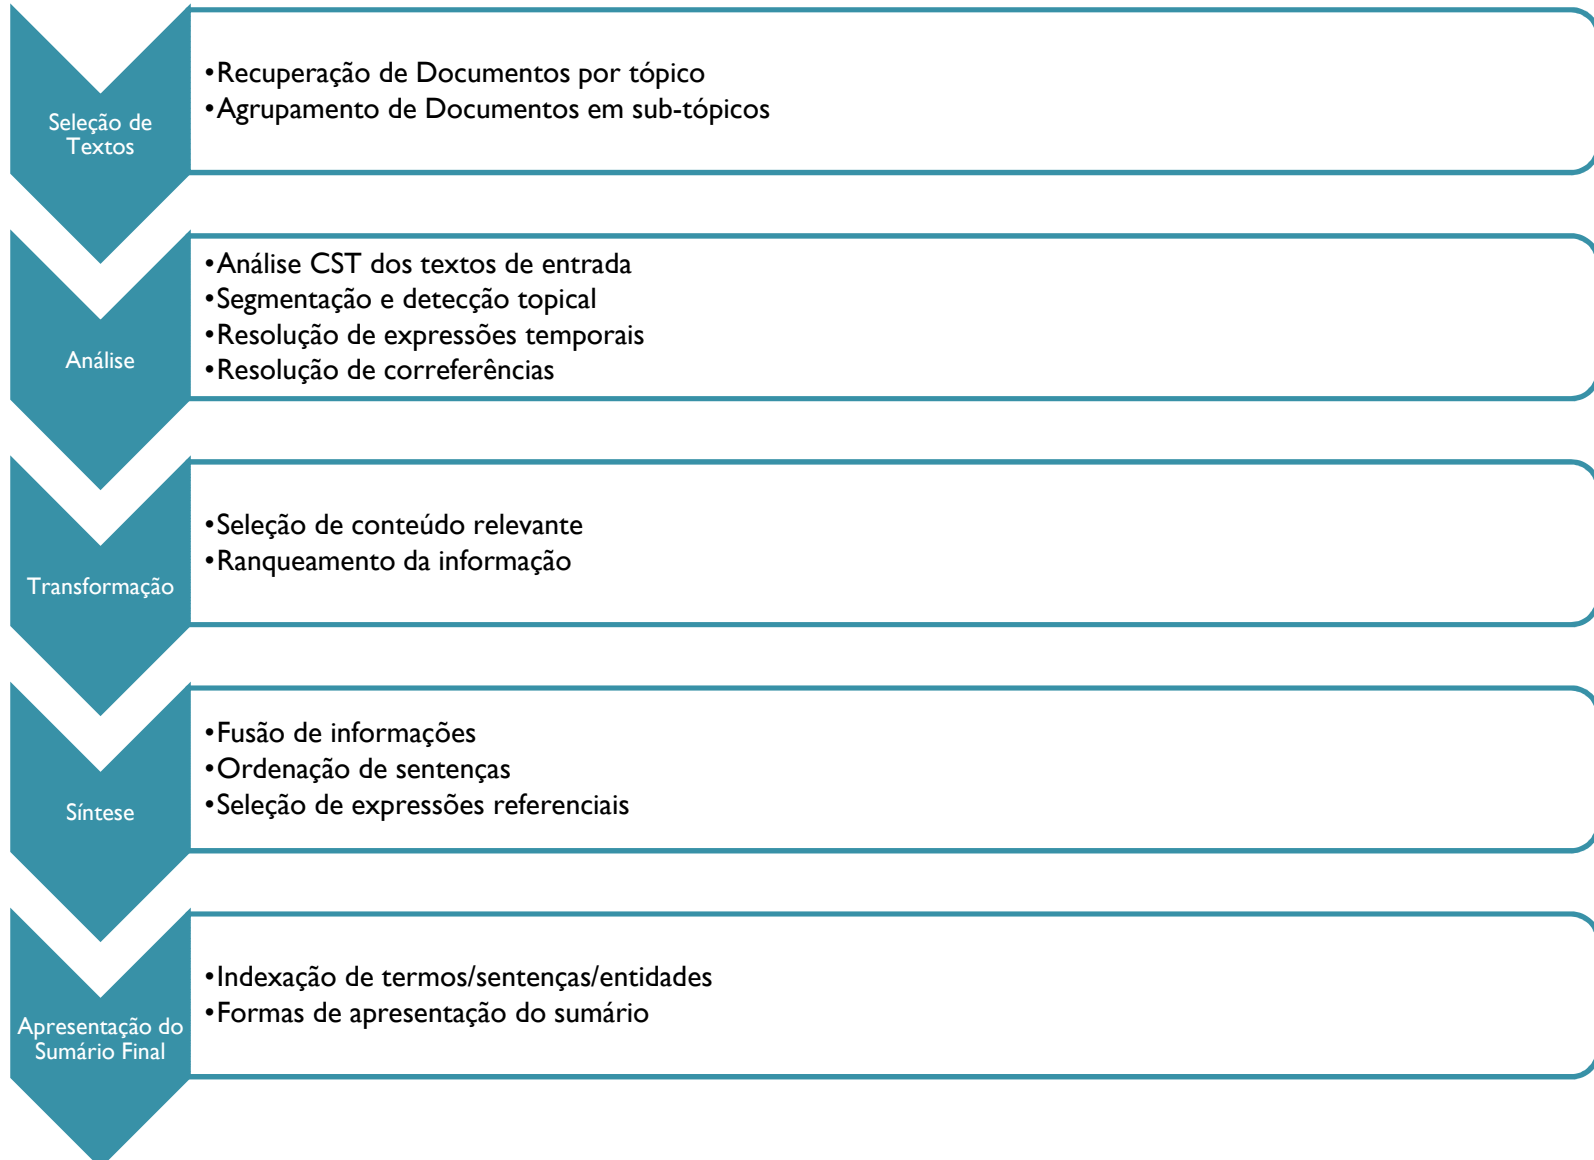 Seleção de
Textos
•Recuperação de Documentos por tópico
•Agrupamento de Documentos em sub-tópicos
Análise
•Análise CST dos textos de entrada
•Segmentação e detecção topical
•Resolução de expressões temporais
•Resolução de correferências
Transformação
•Seleção de conteúdo relevante
•Ranqueamento da informação
Síntese
•Fusão de informações
•Ordenação de sentenças
•Seleção de expressões referenciais
Apresentação do
Sumário Final
•Indexação de termos/sentenças/entidades
•Formas de apresentação do sumário